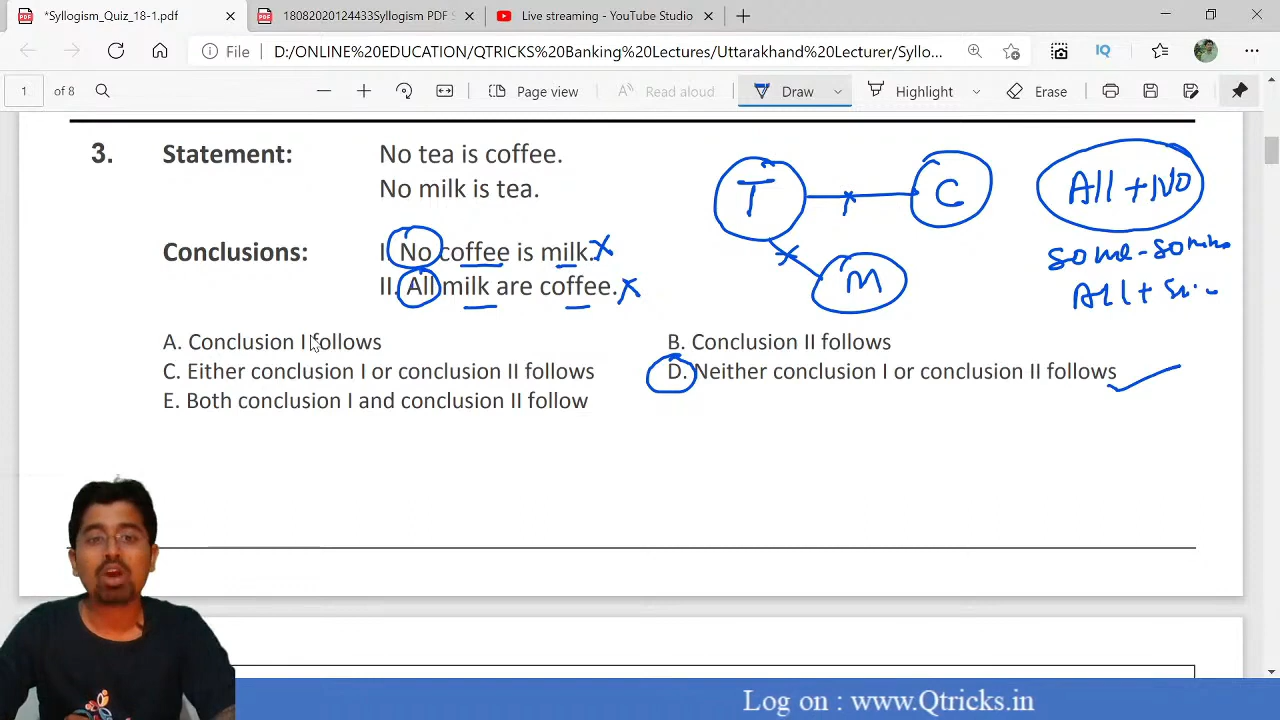 *Syllogism_Quiz_18-1.pdf
18082020124433Syllogism PDF S
Live streaming - YouTube Studio
File
D:/ONLINE%20EDUCATION/QTRICKS%20Banking%20Lectures/Uttarakhand%20Lecturer/Syllo...
IQ
1 of 8
Page view
Read aloud
Draw
Highlight
Erase
3. Statement: No tea is coffee.
No milk is tea.
Conclusions: I. No coffee is milk. X
II. All milk are coffee. X
A. Conclusion I follows
B. Conclusion II follows
C. Either conclusion I or conclusion II follows
D. Neither conclusion I or conclusion II follows
E. Both conclusion I and conclusion II follow
T
C
M
All + No
some - some
All +
Log on : www.Qtricks.in